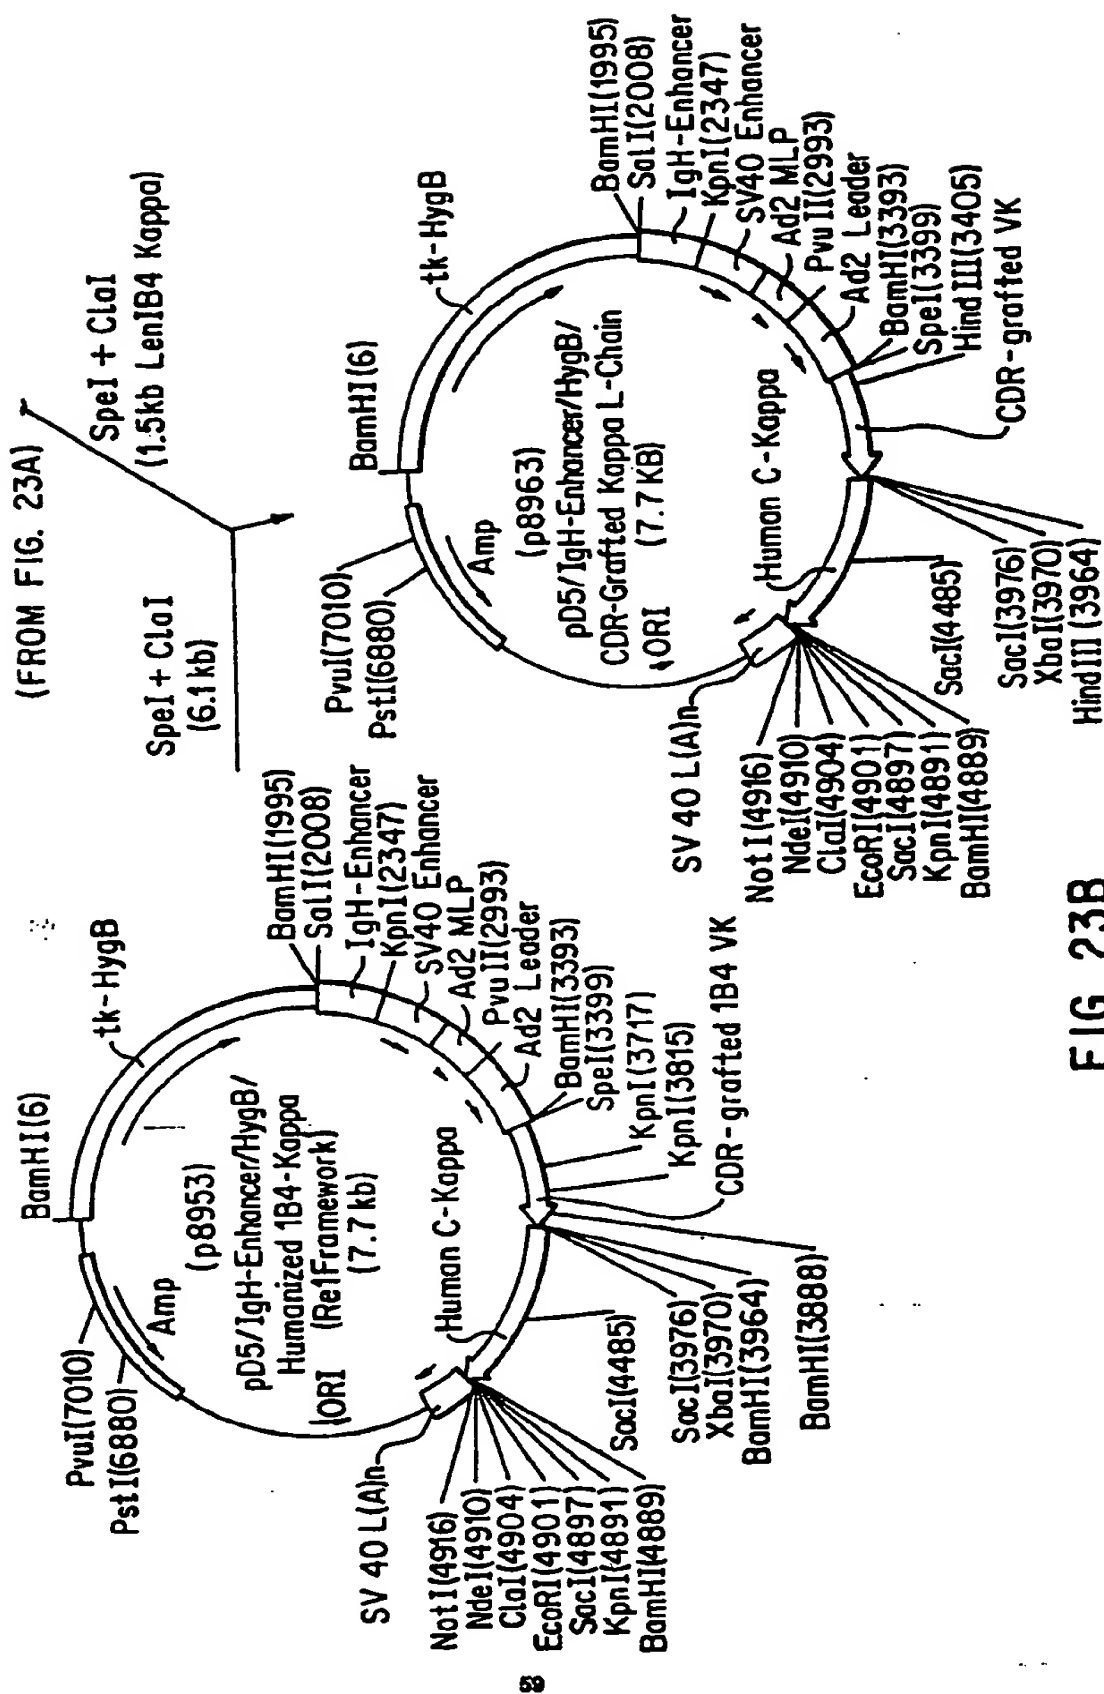 (FROM FIG. 23A)
SpeI + ClaI
(6.1 kb)
SpeI + ClaI
(1.5kb LenIB4 Kappa)
BamHI(6)
tk-HygB
PvuI(7010)
PstI(6880)
Amp
(p8953)
pD5/IgH-Enhancer/HygB/
Humanized 1B4-Kappa
(Re1Framework)
(7.7 kb)
ORI
BamHI(1995)
SalI(2008)
IgH-Enhancer
KpnI(2347)
SV40 Enhancer
Ad2 MLP
PvuII(2993)
Ad2 Leader
BamHI(3393)
SpeI(3399)
KpnI(3717)
KpnI(3815)
CDR-grafted 1B4 VK
BamHI(3888)
BamHI(3964)
XbaI(3970)
SacI(3976)
SacI(4485)
Human C-Kappa
SV 40 L(A)n
NotI(4916)
NdeI(4910)
ClaI(4904)
EcoRI(4901)
SacI(4897)
KpnI(4891)
BamHI(4889)
BamHI(6)
tk-HygB
PvuI(7010)
PstI(6880)
Amp
(p8963)
pD5/IgH-Enhancer/HygB/
CDR-Grafted Kappa L-Chain
(7.7 KB)
ORI
BamHI(1995)
SalI(2008)
IgH-Enhancer
KpnI(2347)
SV40 Enhancer
Ad2 MLP
PvuII(2993)
Ad2 Leader
BamHI(3393)
SpeI(3399)
Hind III(3405)
CDR-grafted VK
Human C-Kappa
SacI(4485)
SacI(3976)
XbaI(3970)
HindIII(3964)
SV 40 L(A)n
Not I(4916)
NdeI(4910)
ClaI(4904)
EcoRI(4901)
SacI(4897)
KpnI(4891)
BamHI(4889)
FIG. 23B
59